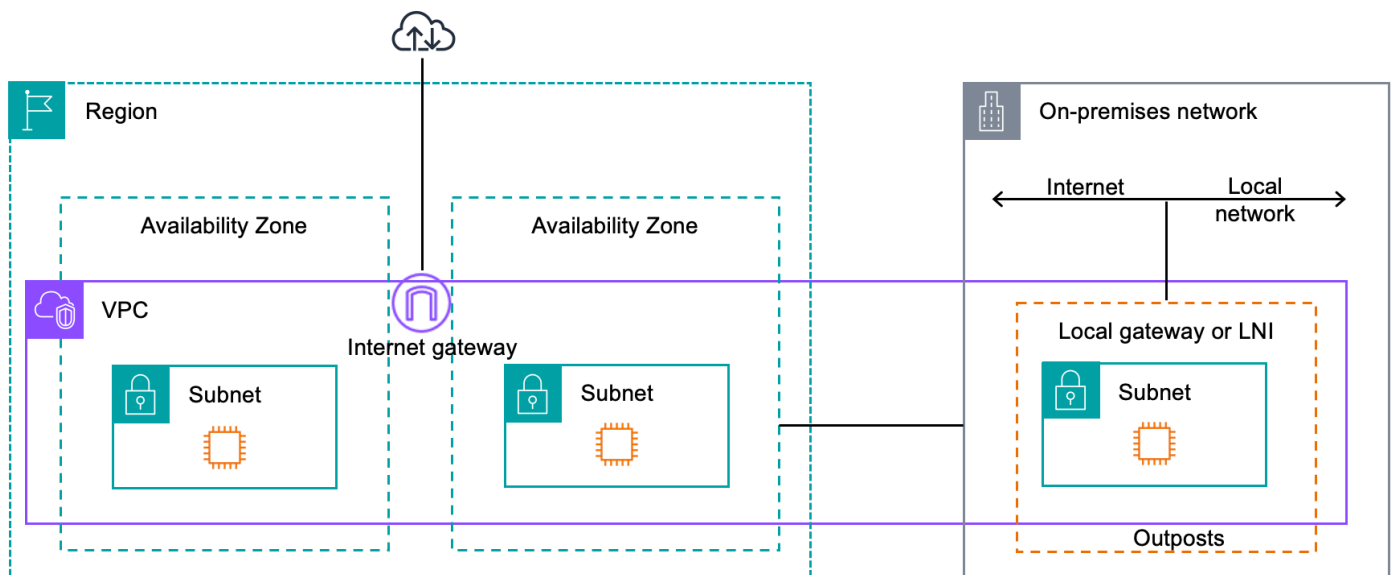 Region
On-premises network
Internet
Local
network
Availability Zone
Availability Zone
VPC
Internet gateway
Local gateway or LNI
Subnet
Subnet
Subnet
Outposts